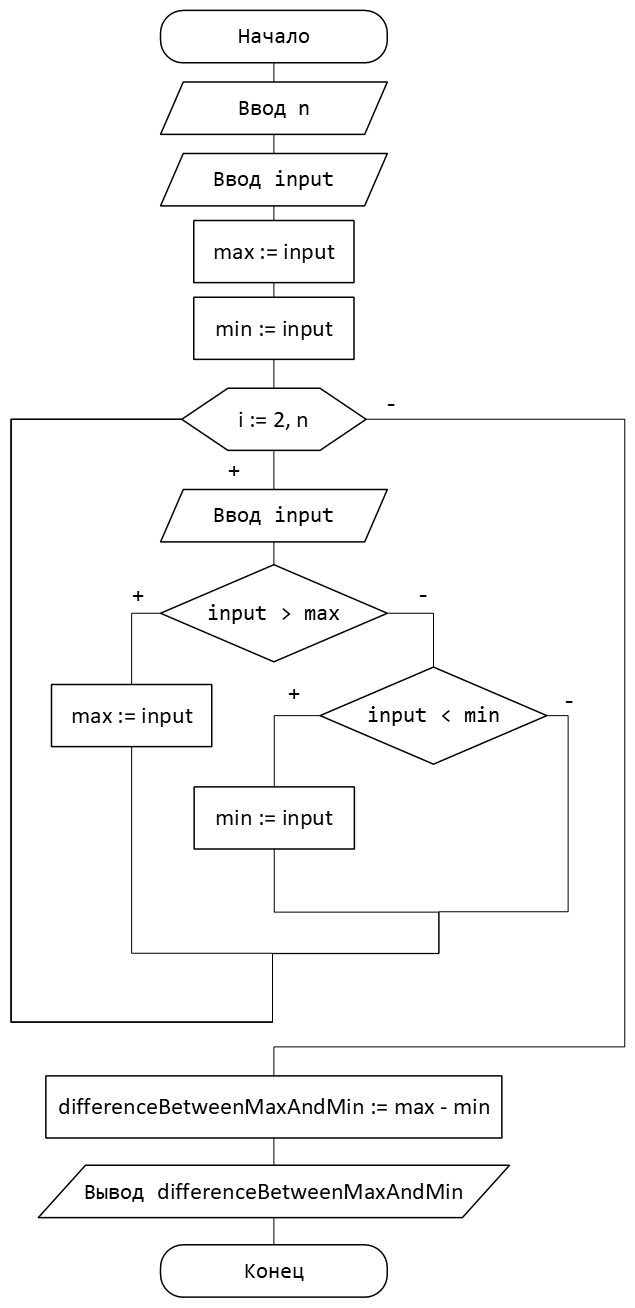 Начало
Ввод n
Ввод input
max := input
min := input
i := 2, n
-
+
Ввод input
input > max
+
-
max := input
input < min
+
-
min := input
differenceBetweenMaxAndMin := max - min
Вывод differenceBetweenMaxAndMin
Конец